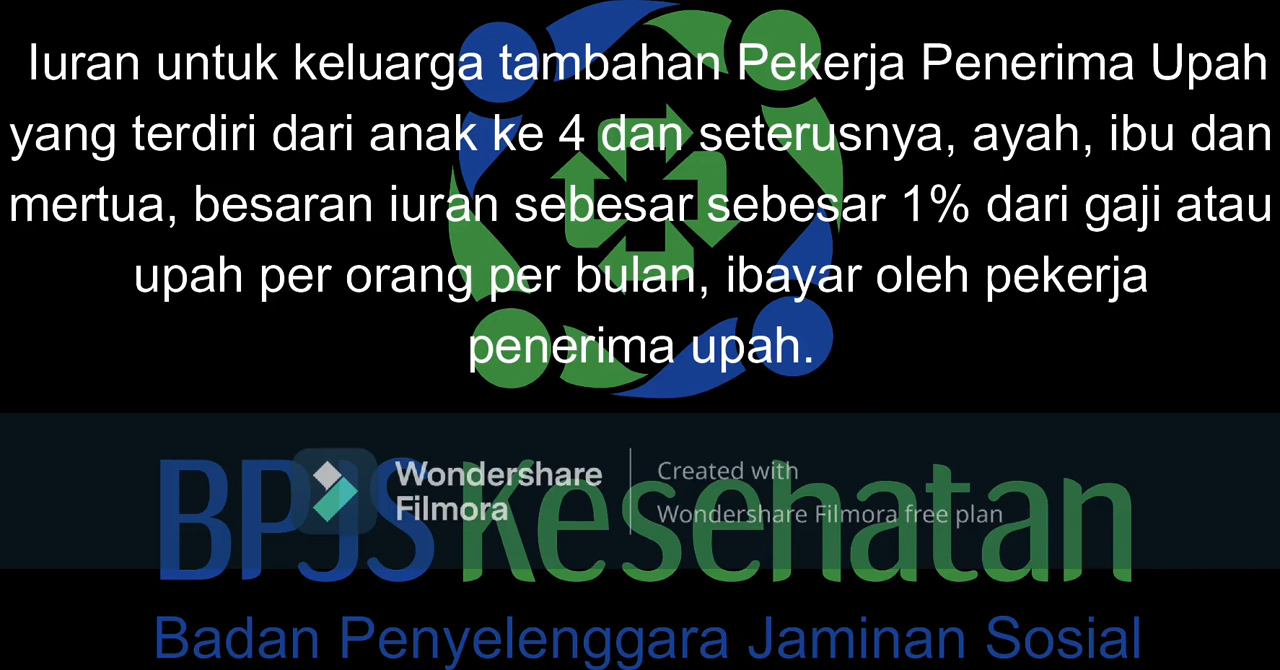 Iuran untuk keluarga tambahan Pekerja Penerima Upah
yang terdiri dari anak ke 4 dan seterusnya, ayah, ibu dan
mertua, besaran iuran sebesar sebesar 1% dari gaji atau
upah per orang per bulan, ibayar oleh pekerja
penerima upah.
BPJS Kesehatan
Wondershare
Filmora
Created with
Wondershare Filmora free plan
Badan Penyelenggara Jaminan Sosial